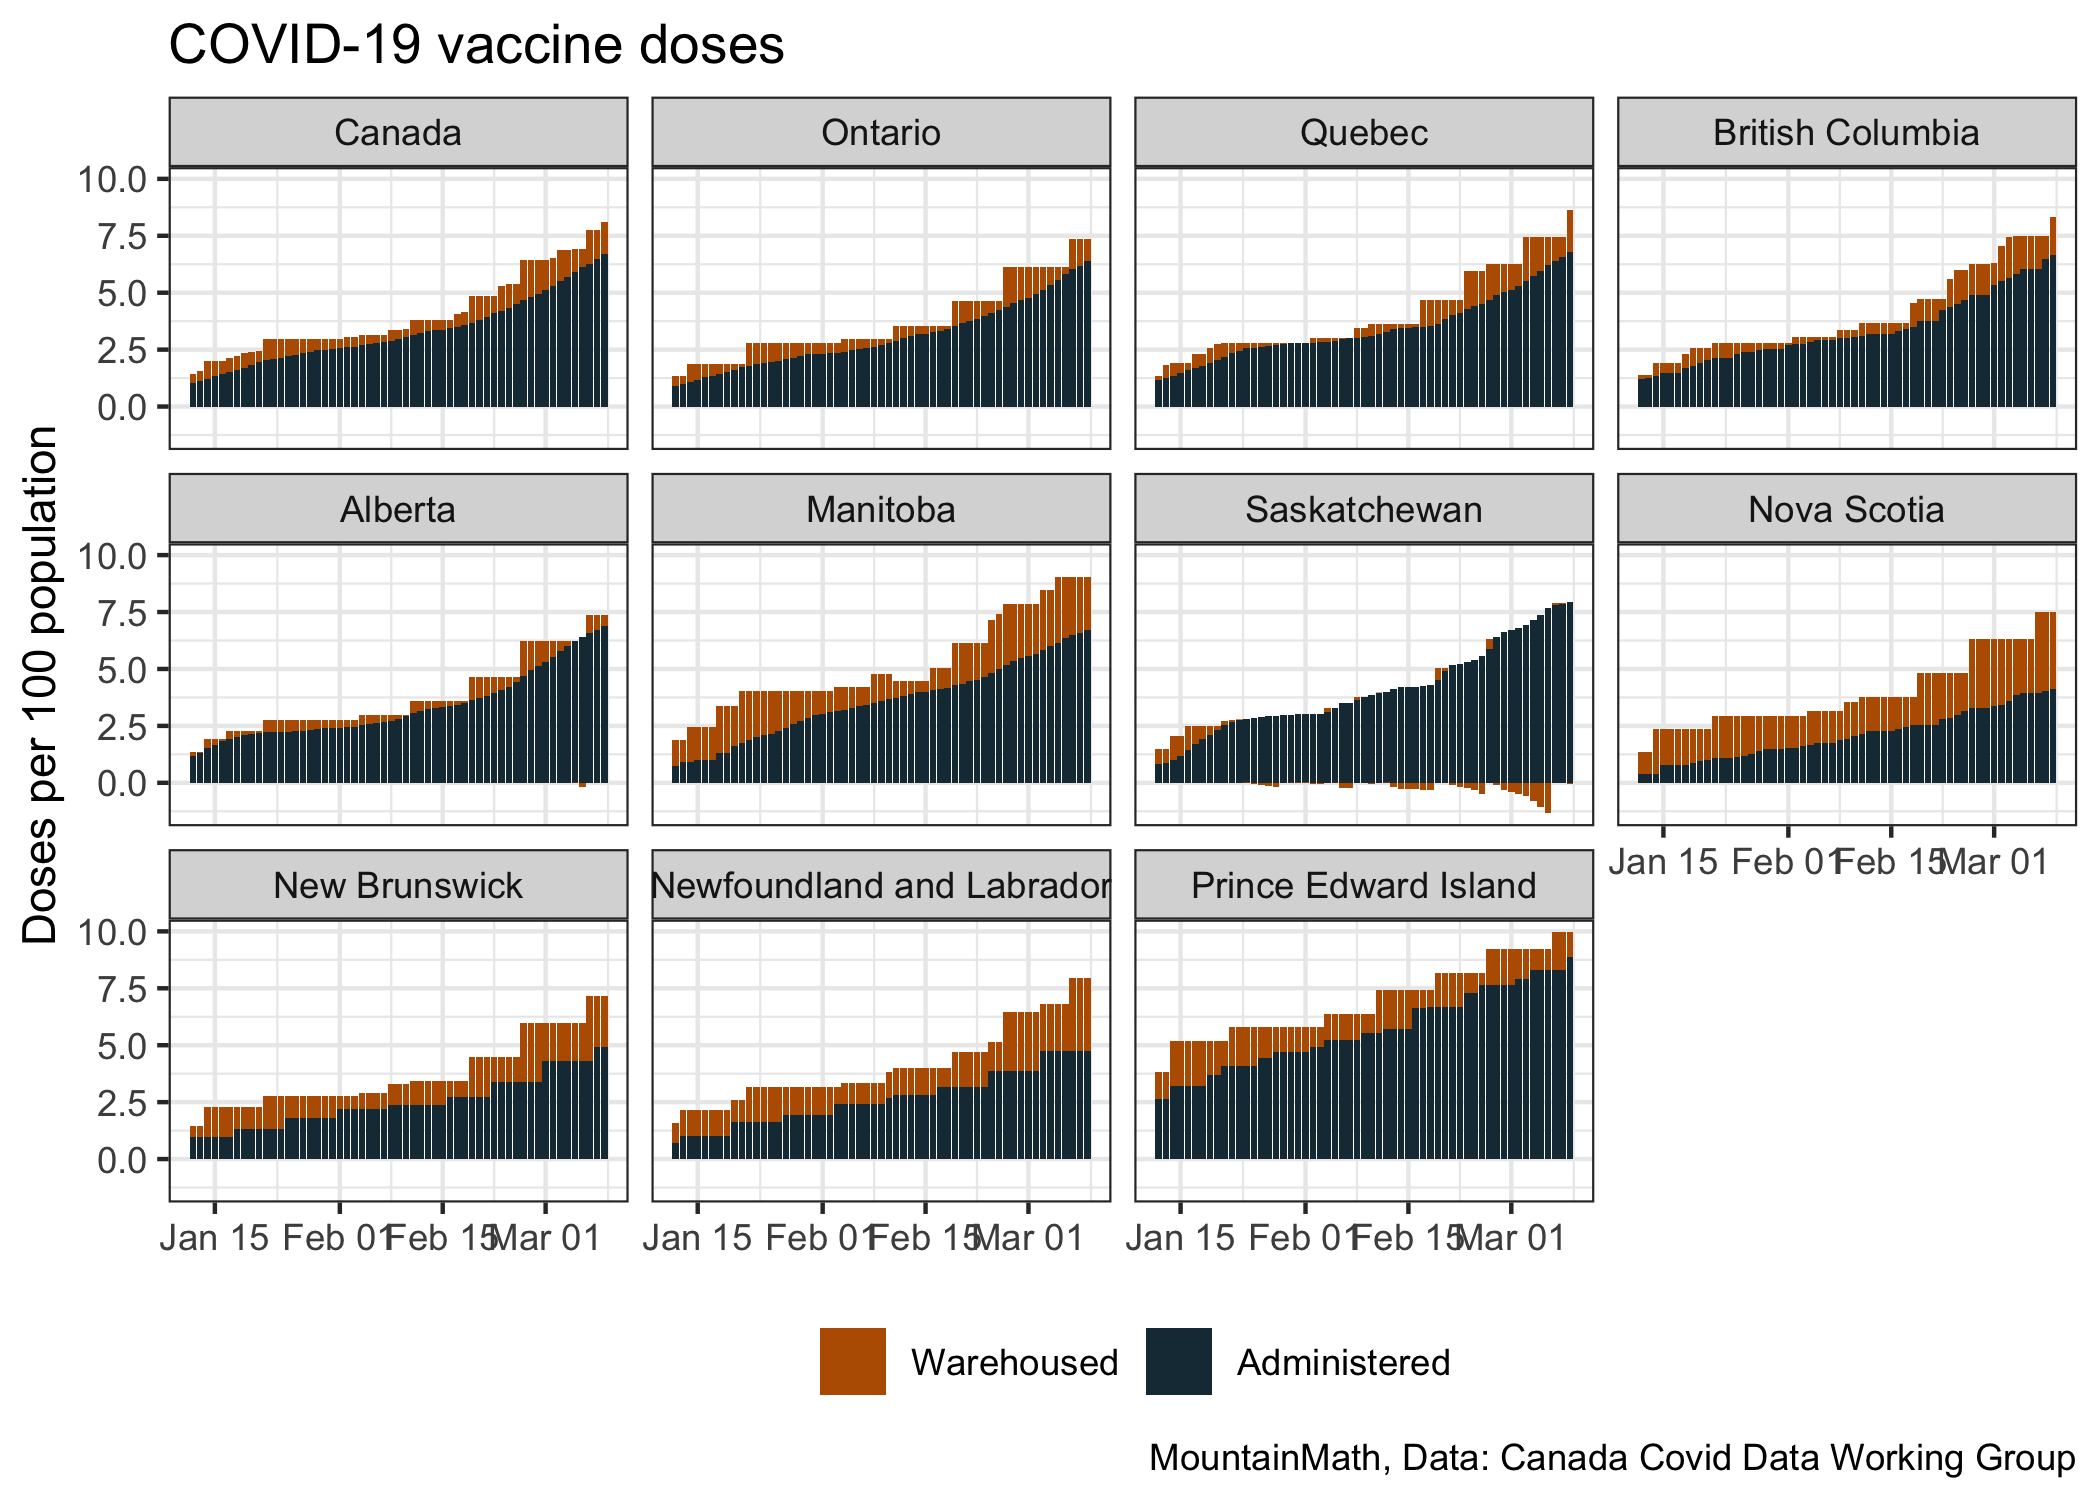 COVID-19 vaccine doses
Canada
Ontario
Quebec
British Columbia
10.0
7.5
5.0
2.5
0.0
Alberta
Manitoba
Saskatchewan
Nova Scotia
10.0
7.5
5.0
2.5
0.0
Jan 15 Feb 01 Feb 15 Mar 01
New Brunswick
Newfoundland and Labrador
Prince Edward Island
10.0
7.5
5.0
2.5
0.0
Jan 15 Feb 01 Feb 15 Mar 01
Jan 15 Feb 01 Feb 15 Mar 01
Jan 15 Feb 01 Feb 15 Mar 01
Doses per 100 population
Warehoused
Administered
MountainMath, Data: Canada Covid Data Working Group